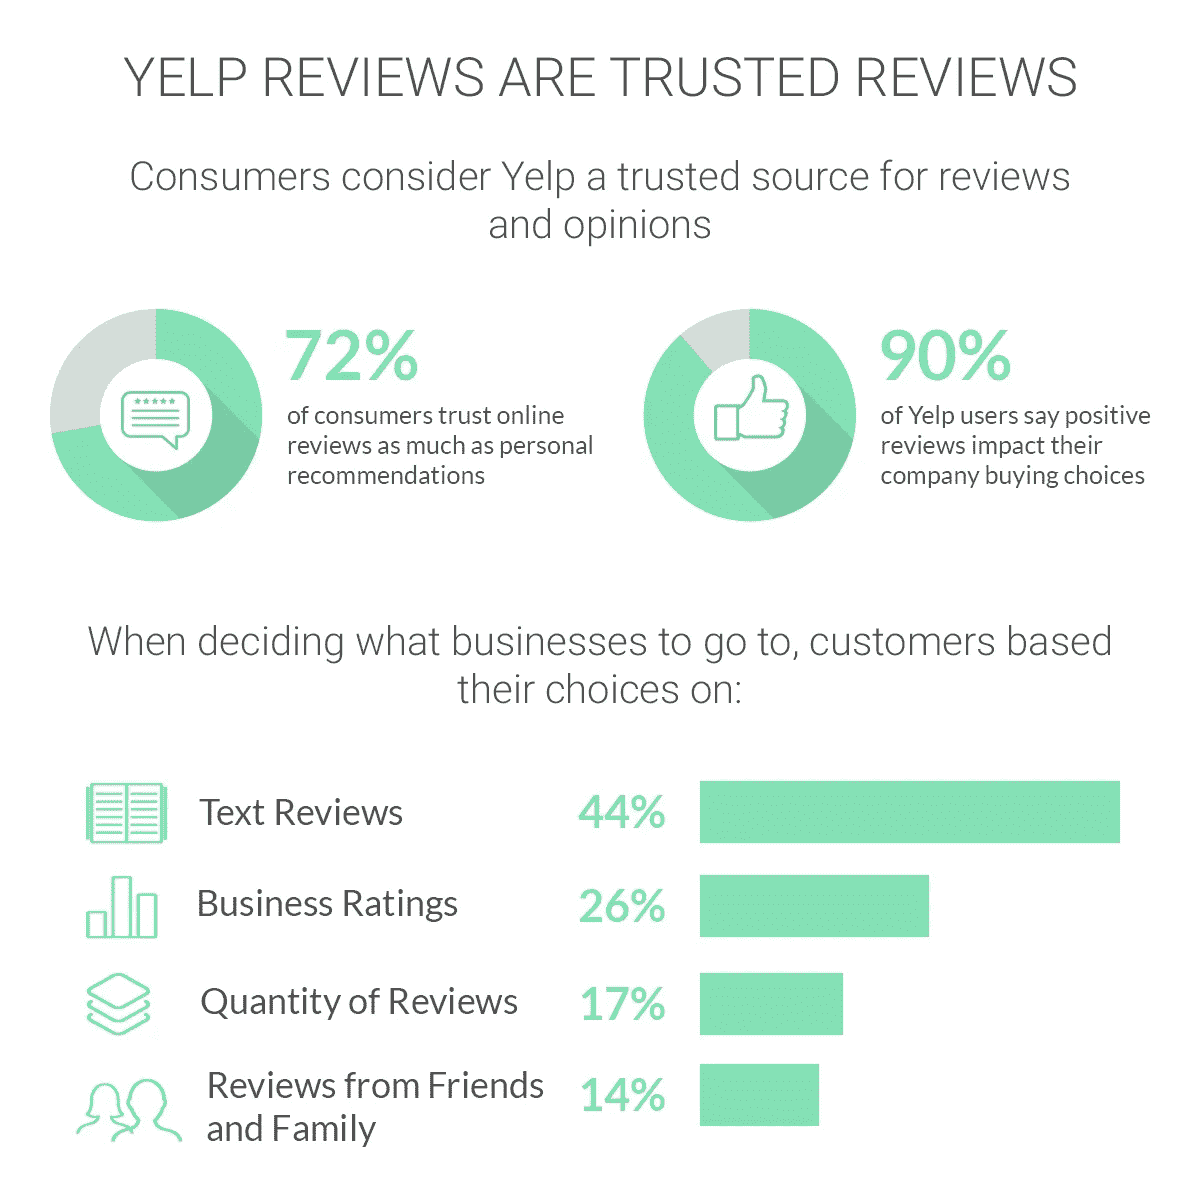 YELP REVIEWS ARE TRUSTED REVIEWS
Consumers consider Yelp a trusted source for reviews
and opinions
72%
of consumers trust online
reviews as much as personal
recommendations
90%
of Yelp users say positive
reviews impact their
company buying choices
When deciding what businesses to go to, customers based
their choices on:
Text Reviews 44%
Business Ratings 26%
Quantity of Reviews 17%
Reviews from Friends
and Family 14%